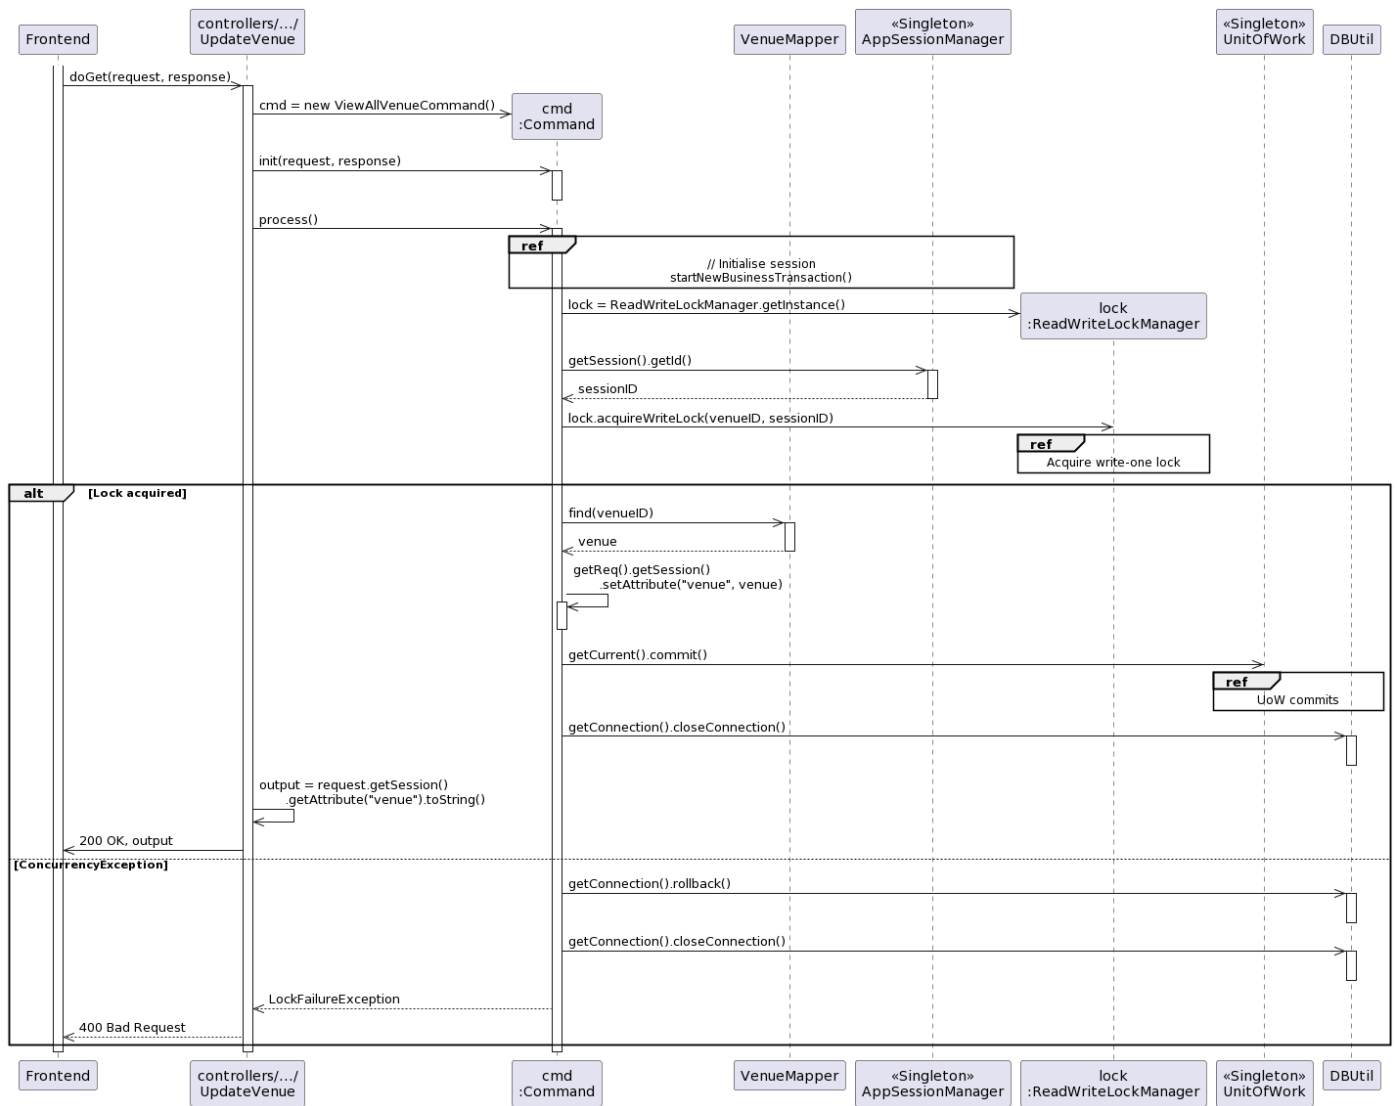 Frontend
controllers/.../
UpdateVenue
VenueMapper
«Singleton»
AppSessionManager
«Singleton»
UnitOfWork
DBUtil
doGet(request, response)
cmd = new ViewAllVenueCommand()
cmd
:Command
init(request, response)
process()
ref
// Initialise session
startNewBusinessTransaction()
lock = ReadWriteLockManager.getInstance()
lock
:ReadWriteLockManager
getSession().getId()
sessionID
lock.acquireWriteLock(venueID, sessionID)
ref
Acquire write-one lock
alt
[Lock acquired]
find(venueID)
venue
getReq().getSession()
.setAttribute("venue", venue)
getCurrent().commit()
ref
UoW commits
getConnection().closeConnection()
output = request.getSession()
.getAttribute("venue").toString()
200 OK, output
[ConcurrencyException]
getConnection().rollback()
getConnection().closeConnection()
LockFailureException
400 Bad Request
Frontend
controllers/.../
UpdateVenue
cmd
:Command
VenueMapper
«Singleton»
AppSessionManager
lock
:ReadWriteLockManager
«Singleton»
UnitOfWork
DBUtil